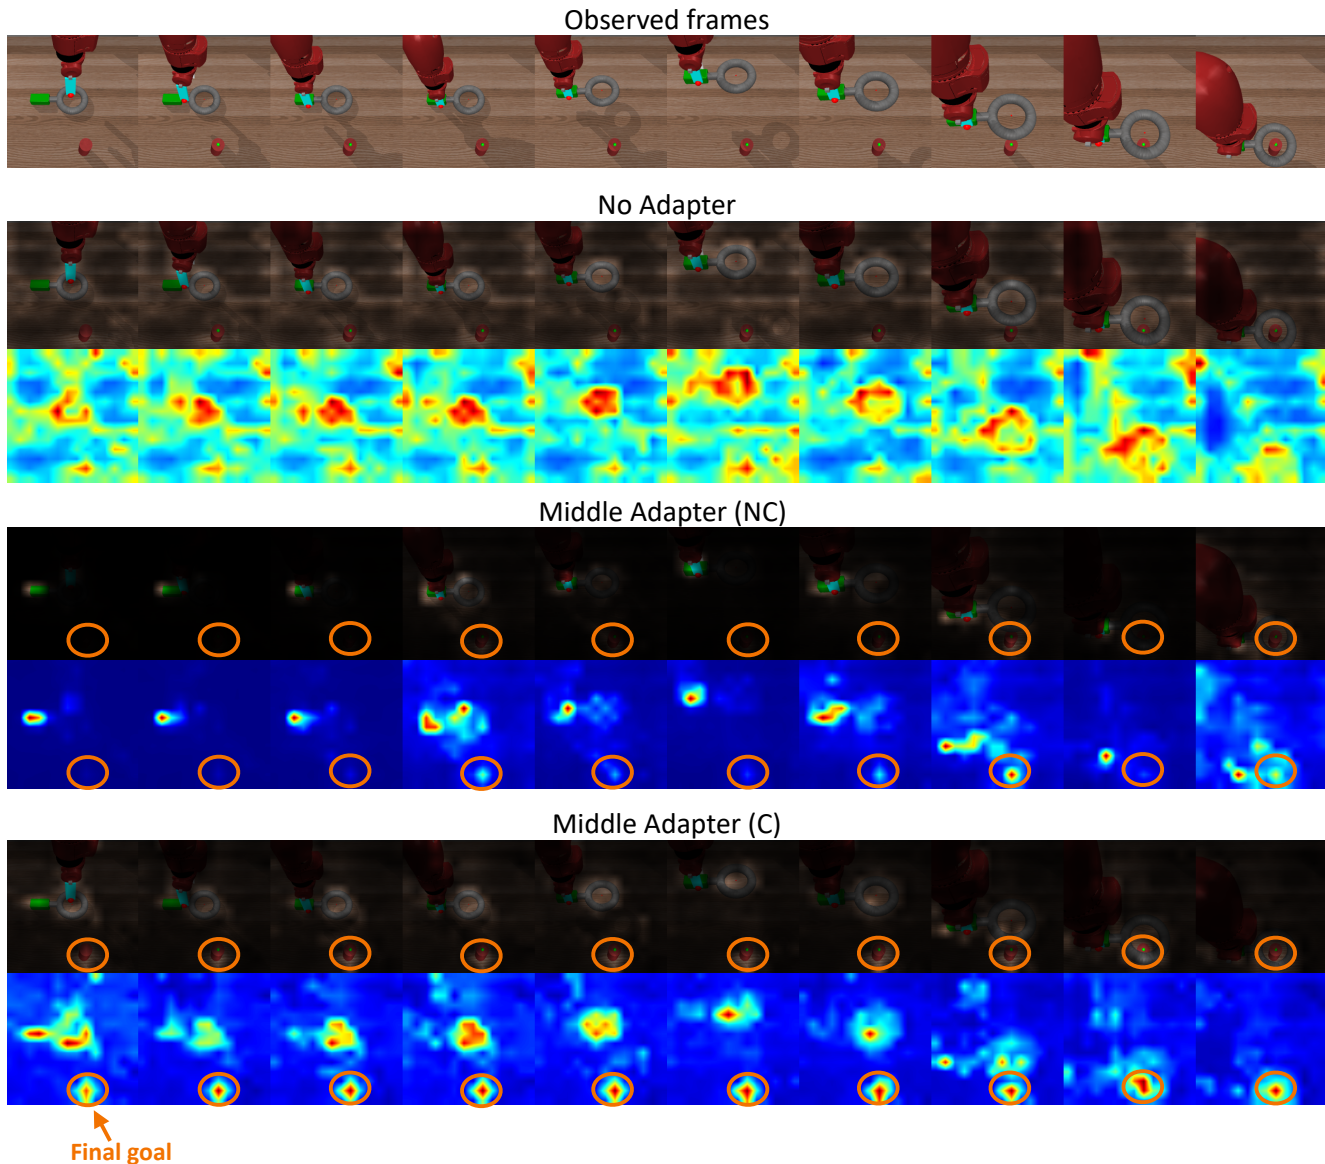 Observed frames
No Adapter
Middle Adapter (NC)
Middle Adapter (C)
Final goal